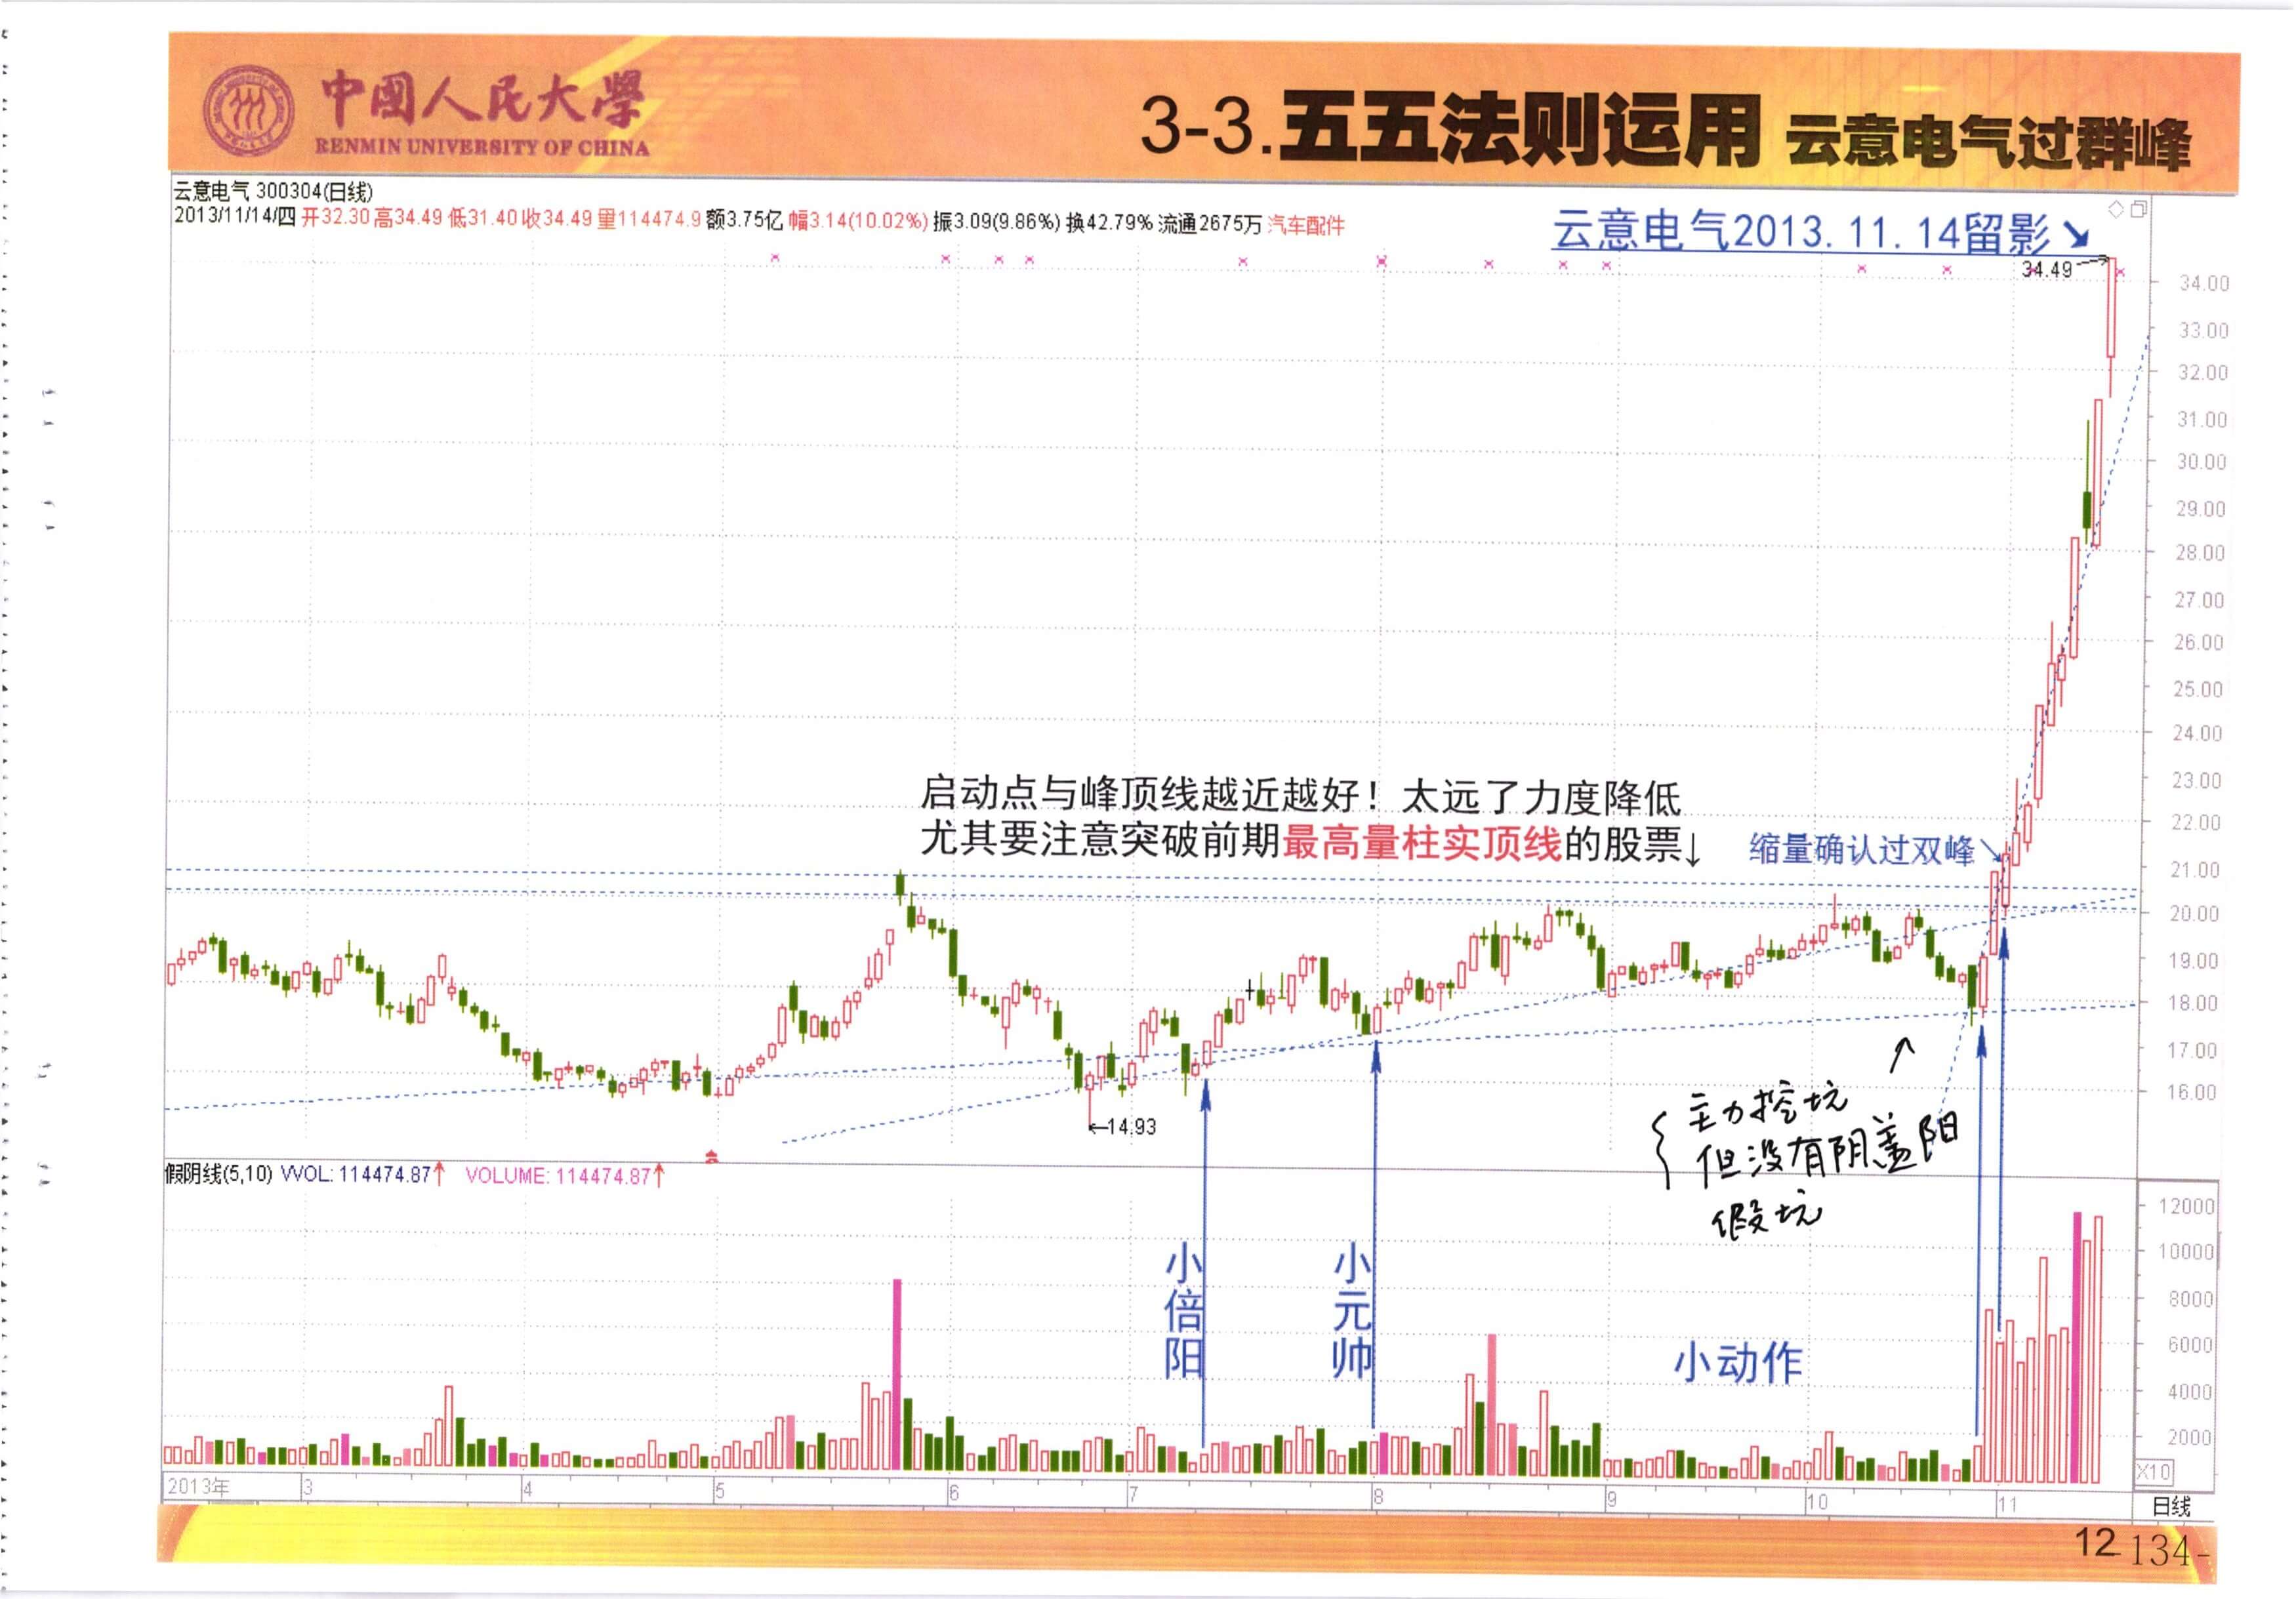 中國人民大學
RENMIN UNIVERSITY OF CHINA
3-3.五五法则运用 云意电气过群峰
云意电气 300304(日线)
2013/11/14/四 开32.30 高34.49 低31.40 收34.49 量114474.9 额3.75亿 幅3.14(10.02%) 振3.09(9.86%) 换42.79% 流通2675万 汽车配件
云意电气2013.11.14留影↘
34.49
34.00
33.00
32.00
31.00
30.00
29.00
28.00
27.00
26.00
25.00
24.00
23.00
22.00
21.00
20.00
19.00
18.00
17.00
16.00
启动点与峰顶线越近越好！太远了力度降低
尤其要注意突破前期最高量柱实顶线的股票↓
缩量确认过双峰↘
←14.93
主力挖坑
但没有阴盖阳
假坑
假阴线(5,10) VVOL: 114474.87↑ VOLUME: 114474.87↑
小倍阳
小元帅
小动作
12000
10000
8000
6000
4000
2000
X10
2013年 3 4 5 6 7 8 9 10 11 日线
12 134-